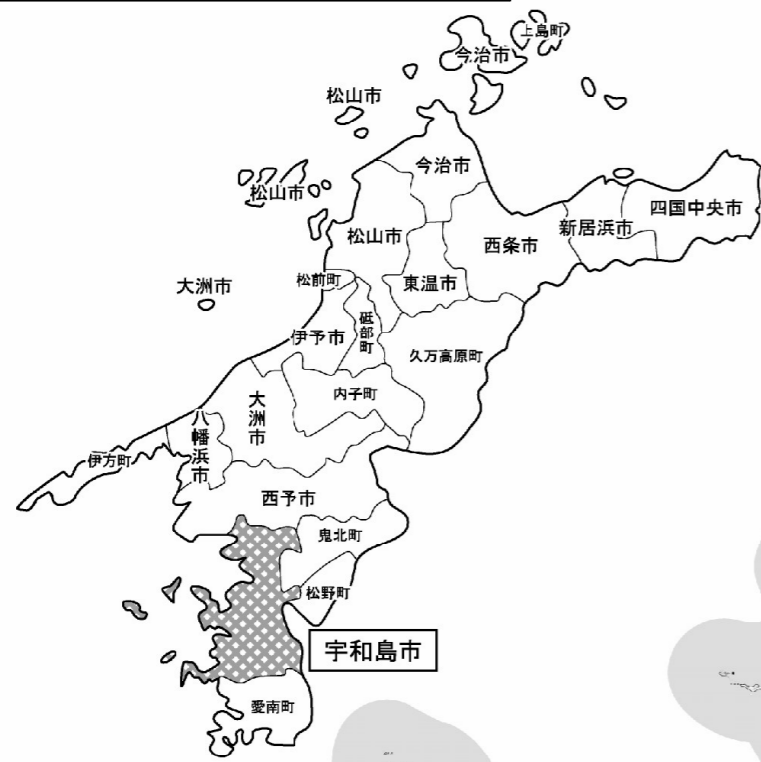 上島町
今治市
松山市
今治市
松山市
四国中央市
新居浜市
松山市
西条市
東温市
松前町
大洲市
砥部町
伊予市
久万高原町
内子町
大洲市
八幡浜市
伊方町
西予市
鬼北町
松野町
宇和島市
愛南町